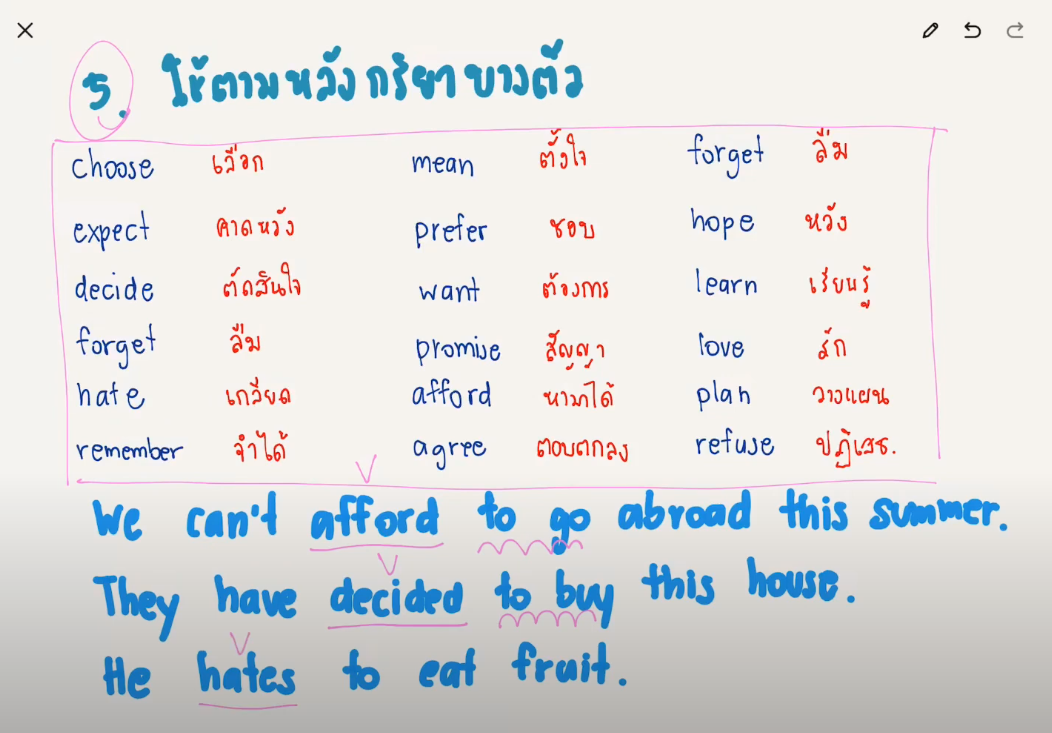 5. ใช้ตามหลังกริยาบางตัว
choose เลือก mean ตั้งใจ forget ลืม
expect คาดหวัง prefer ชอบ hope หวัง
decide ตัดสินใจ want ต้องการ learn เรียนรู้
forget ลืม promise สัญญา love รัก
hate เกลียด afford หามาได้ plan วางแผน
remember จำได้ agree ตอบตกลง refuse ปฏิเสธ.
We can't afford to go abroad this summer.
They have decided to buy this house.
He hates to eat fruit.